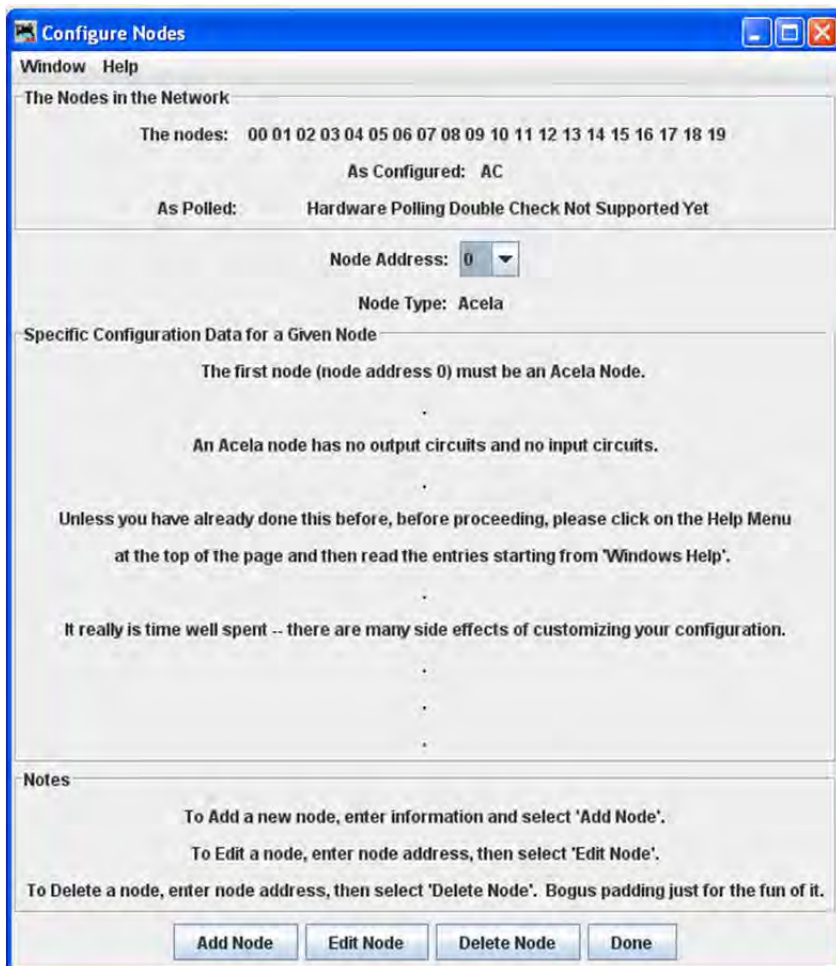 Configure Nodes
Window Help
The Nodes in the Network
The nodes: 00 01 02 03 04 05 06 07 08 09 10 11 12 13 14 15 16 17 18 19
As Configured: AC
As Polled: Hardware Polling Double Check Not Supported Yet
Node Address: 0
Node Type: Acela
Specific Configuration Data for a Given Node
The first node (node address 0) must be an Acela Node.
.
An Acela node has no output circuits and no input circuits.
.
Unless you have already done this before, before proceeding, please click on the Help Menu
at the top of the page and then read the entries starting from 'Windows Help'.
.
It really is time well spent -- there are many side effects of customizing your configuration.
.
.
.
Notes
To Add a new node, enter information and select 'Add Node'.
To Edit a node, enter node address, then select 'Edit Node'.
To Delete a node, enter node address, then select 'Delete Node'. Bogus padding just for the fun of it.
Add Node Edit Node Delete Node Done